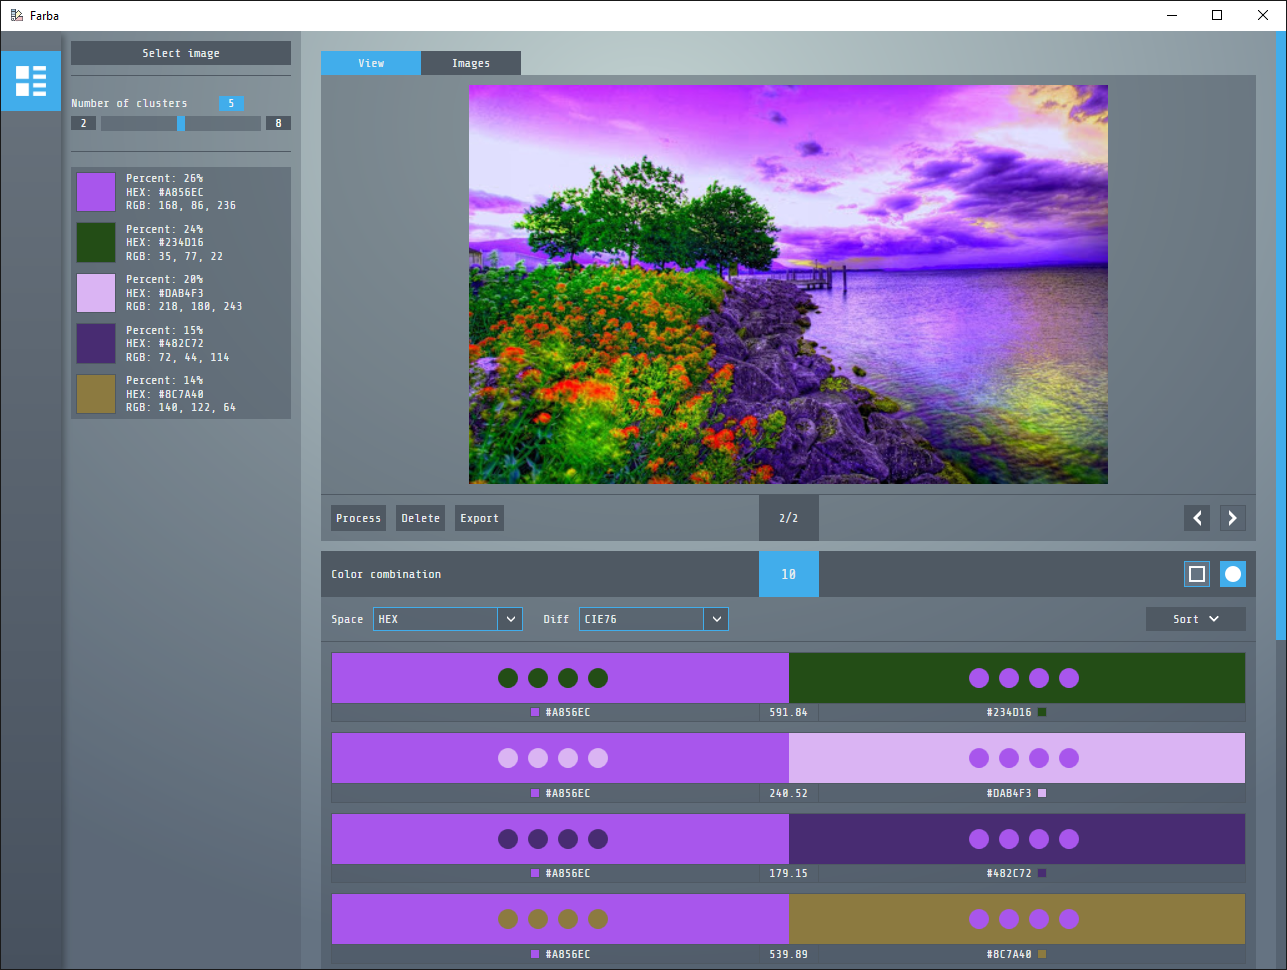 Farba
Select image
Number of clusters 5
2 8
Percent: 26%
HEX: #A856EC
RGB: 168, 86, 236
Percent: 24%
HEX: #234D16
RGB: 35, 77, 22
Percent: 20%
HEX: #DAB4F3
RGB: 218, 180, 243
Percent: 15%
HEX: #482C72
RGB: 72, 44, 114
Percent: 14%
HEX: #8C7A40
RGB: 140, 122, 64
View Images
Process Delete Export 2/2
Color combination 10
Space HEX Diff CIE76 Sort
#A856EC 591.84 #234D16
#A856EC 240.52 #DAB4F3
#A856EC 179.15 #482C72
#A856EC 539.89 #8C7A40